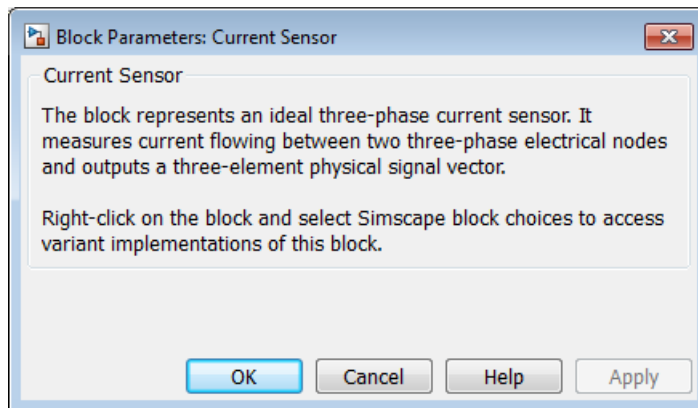 Block Parameters: Current Sensor
Current Sensor
The block represents an ideal three-phase current sensor. It
measures current flowing between two three-phase electrical nodes
and outputs a three-element physical signal vector.
Right-click on the block and select Simscape block choices to access
variant implementations of this block.
OK Cancel Help Apply